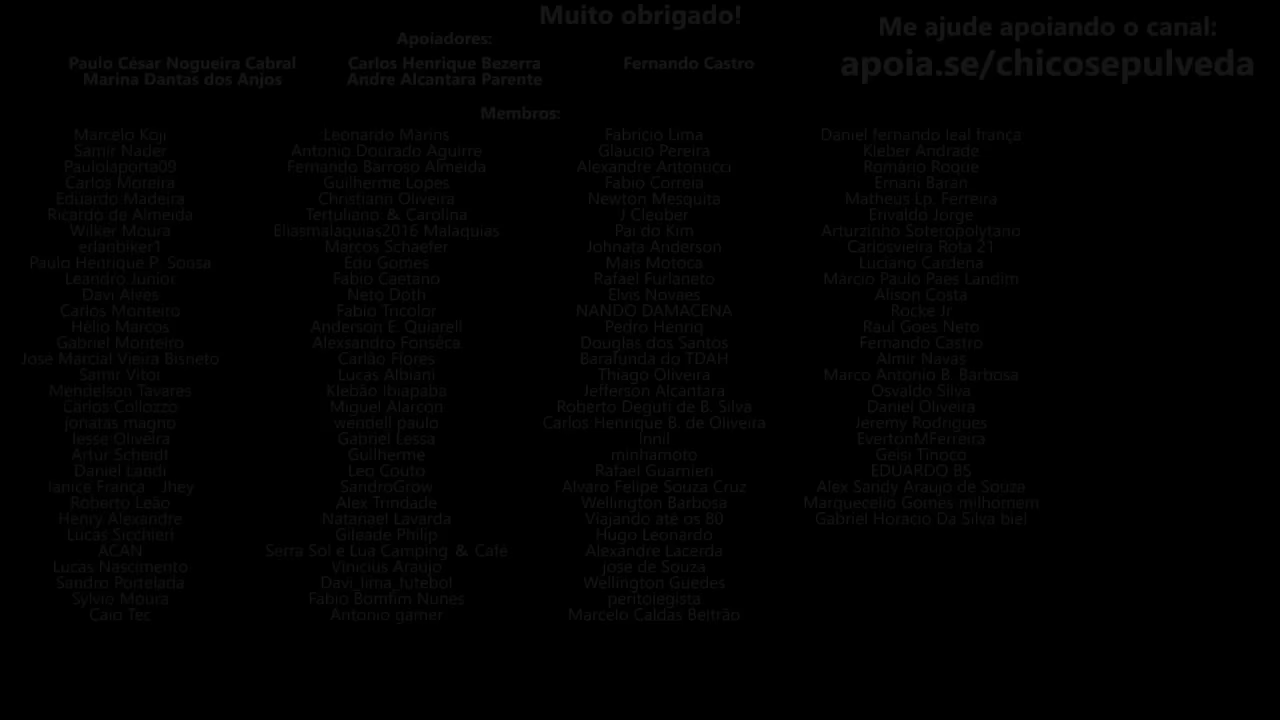 Muito obrigado!
Me ajude apoiando o canal:
apoia.se/chicosepulveda
Apoiadores:
Paulo César Nogueira Cabral
Marina Dantas dos Anjos
Carlos Henrique Bezerra
Andre Alcantara Parente
Fernando Castro
Membros:
Marcelo Koji
Samir Nader
Paulolaporta09
Carlos Moreira
Eduardo Madeira
Ricardo de Almeida
Wilker Moura
erlanbiker1
Paulo Henrique P. Sousa
Leandro Junior
Davi Alves
Carlos Monteiro
Hélio Marcos
Gabriel Monteiro
Jose Marcial Vieira Bisneto
Samir Vitor
Mendelson Tavares
Carlos Collozzo
jonatas magno
Iesse Oliveira
Artur Scheidt
Daniel Landi
Janice França _ Jhey
Roberto Leão
Henry Alexandre
Lucas Sicchieri
ACAN
Lucas Nascimento
Sandro Portelada
Sylvio Moura
Caio Tec
Leonardo Marins
Antonio Dourado Aguirre
Fernando Barroso Almeida
Guilherme Lopes
Christiann Oliveira
Tertuliano & Carolina
Eliasmalaquias2016 Malaquias
Marcos Schaefer
Edu Gomes
Fabio Caetano
Neto Doth
Fabio Tricolor
Anderson E. Quiarell
Alexsandro Fonsêca
Carlão Flores
Lucas Albiani
Klebão Ibiapaba
Miguel Alarcon
wendell paulo
Gabriel Lessa
Guilherme
Leo Couto
SandroGrow
Alex Trindade
Natanael Lavarda
Gileade Philip
Serra Sol e Lua Camping & Café
Vinicius Araujo
Davi_lima_futebol
Fabio Bomfim Nunes
Antonio gamer
Fabricio Lima
Glaucio Pereira
Alexandre Antonucci
Fabio Correia
Newton Mesquita
J Cleuber
Pai do Kim
Johnata Anderson
Mais Motoca
Rafael Furlaneto
Elvis Novaes
NANDO DAMACENA
Pedro Henriq
Douglas dos Santos
Barafunda do TDAH
Thiago Oliveira
Jefferson Alcantara
Roberto Deguti de B. Silva
Carlos Henrique B. de Oliveira
Innil
minhamoto
Rafael Guarnieri
Alvaro Felipe Souza Cruz
Wellington Barbosa
Viajando até os 80
Hugo Leonardo
Alexandre Lacerda
jose de Souza
Wellington Guedes
peritolegista
Marcelo Caldas Beltrão
Daniel fernando leal frança
Kleber Andrade
Romário Roque
Ernani Baran
Matheus Lp. Ferreira
Erivaldo Jorge
Arturzinho Soteropolytano
Carlosvieira Rota 21
Luciano Cardena
Márcio Paulo Paes Landim
Alison Costa
Rocke Jr
Raul Goes Neto
Fernando Castro
Almir Navas
Marco Antonio B. Barbosa
Osvaldo Silva
Daniel Oliveira
Jeremy Rodrigues
EvertonMFerreira
Geisi Tinoco
EDUARDO BS
Alex Sandy Araujo de Souza
Marquecelio Gomes milhomem
Gabriel Horacio Da Silva biel